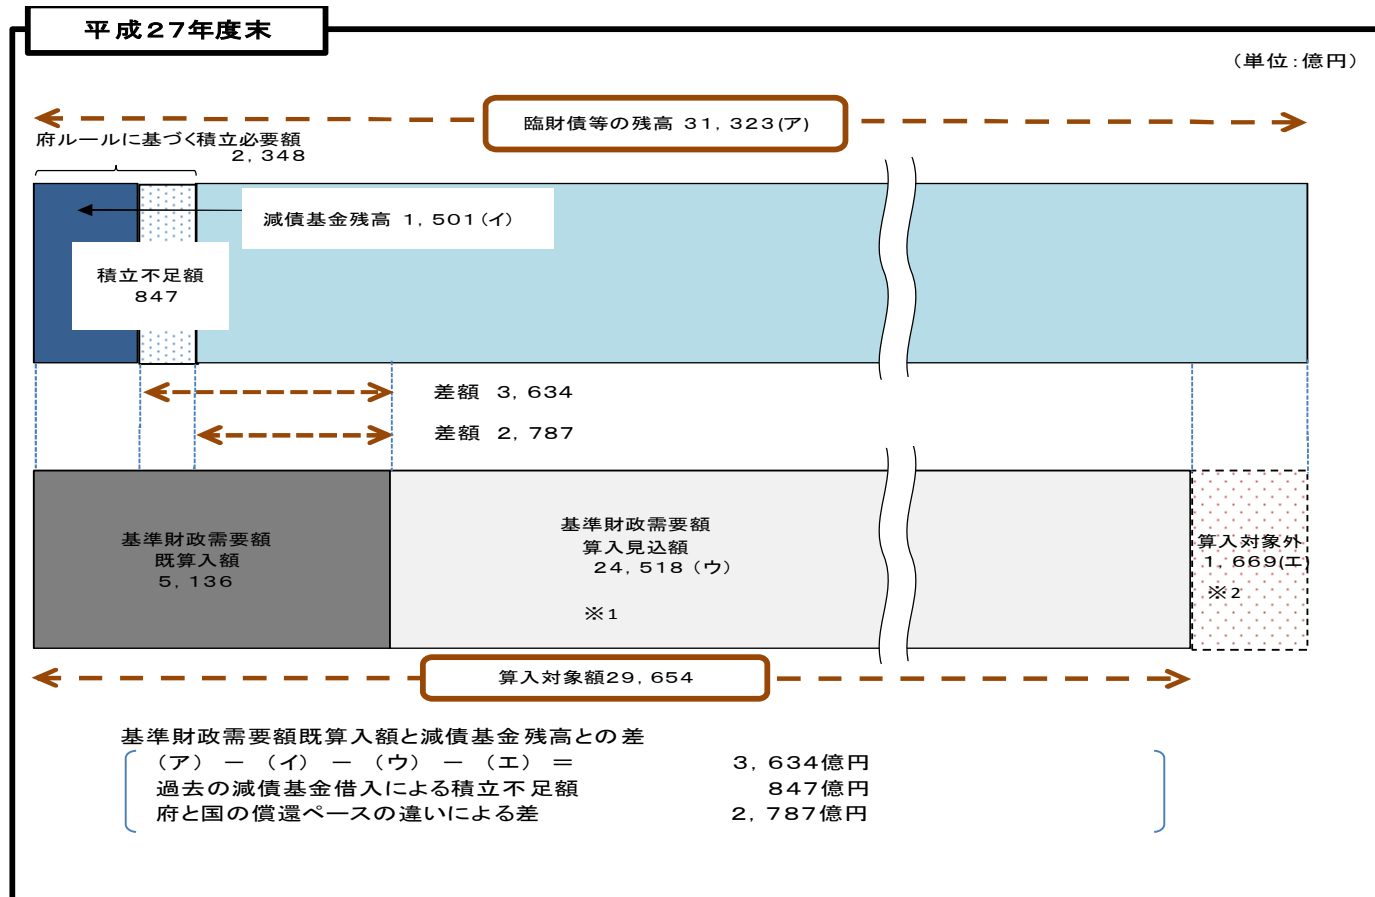 平成27年度末
（単位：億円）
臨財債等の残高 31，323(ア)
府ルールに基づく積立必要額
2，348
減債基金残高 1，501（イ）
積立不足額
847
差額 3，634
差額 2，787
基準財政需要額
既算入額
5，136
基準財政需要額
算入見込額
24，518（ウ）
※1
算入対象外
1，669(エ)
※2
算入対象額29，654
基準財政需要額既算入額と減債基金残高との差
（ア） － （イ） － （ウ） － （エ） ＝ 3，634億円
過去の減債基金借入による積立不足額 847億円
府と国の償還ペースの違いによる差 2，787億円